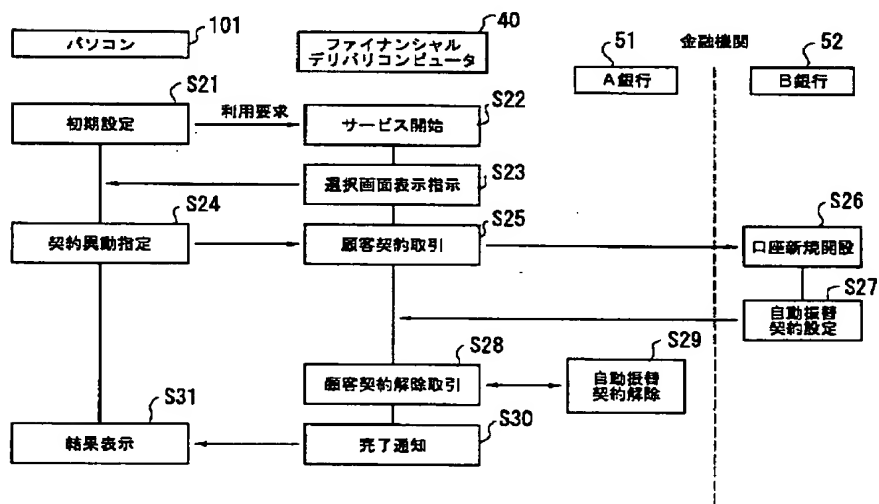 101
パソコン
40
ファイナンシャル
デリバリコンピュータ
51
A銀行
金融機関
52
B銀行
S21
初期設定
利用要求
S22
サービス開始
S23
選択画面表示指示
S24
契約異動指定
S25
顧客契約取引
S26
口座新規開設
S27
自動振替
契約設定
S28
顧客契約解除取引
S29
自動振替
契約解除
S31
結果表示
S30
完了通知